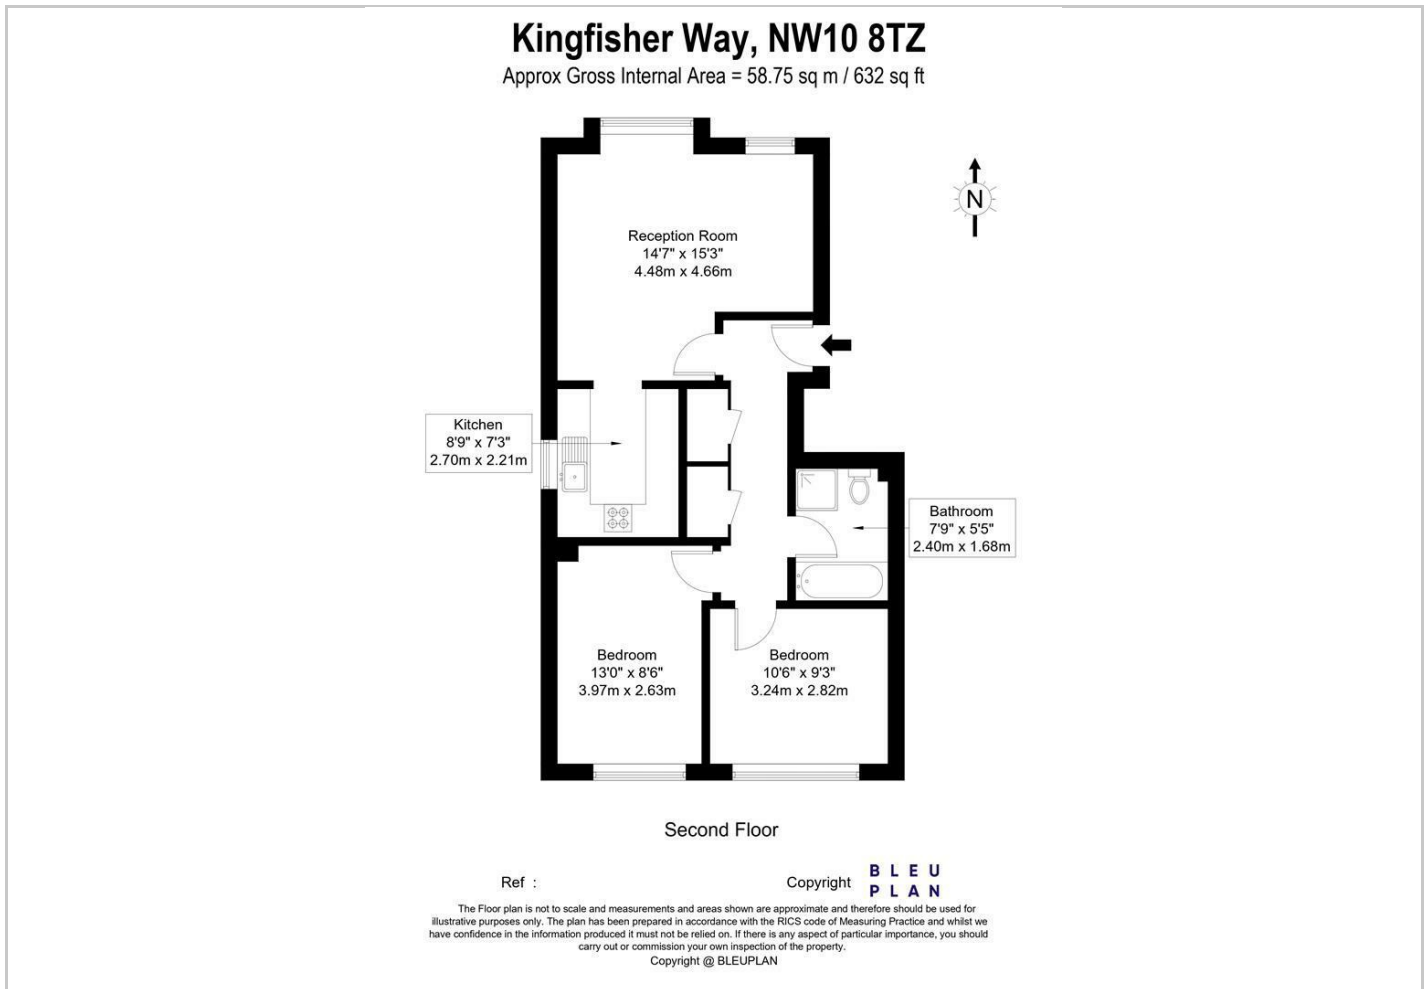 Kingfisher Way, NW10 8TZ
Approx Gross Internal Area = 58.75 sq m / 632 sq ft
N
Reception Room
14'7" x 15'3"
4.48m x 4.66m
Kitchen
8'9" x 7'3"
2.70m x 2.21m
Bathroom
7'9" x 5'5"
2.40m x 1.68m
Bedroom
13'0" x 8'6"
3.97m x 2.63m
Bedroom
10'6" x 9'3"
3.24m x 2.82m
Second Floor
Ref :
Copyright
BLEU
PLAN
The Floor plan is not to scale and measurements and areas shown are approximate and therefore should be used for
illustrative purposes only. The plan has been prepared in accordance with the RICS code of Measuring Practice and whilst we
have confidence in the information produced it must not be relied on. If there is any aspect of particular importance, you should
carry out or commission your own inspection of the property.
Copyright @ BLEUPLAN